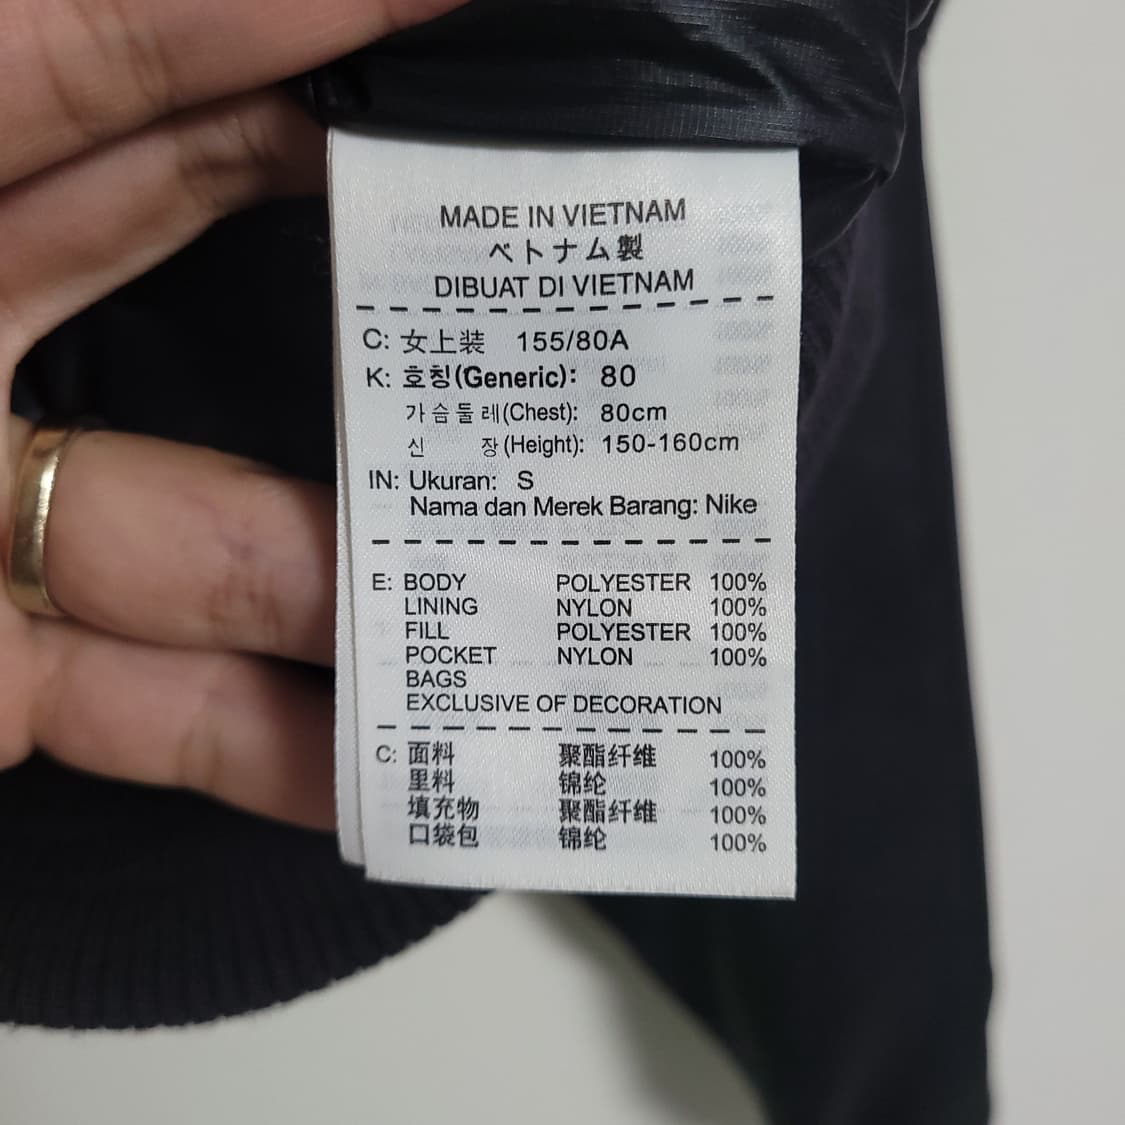 MADE IN VIETNAM
ベトナム製
DIBUAT DI VIETNAM
C: 女上装 155/80A
K: 호칭(Generic): 80
가슴둘레(Chest): 80cm
신 장(Height): 150-160cm
IN: Ukuran: S
Nama dan Merek Barang: Nike
E: BODY POLYESTER 100%
LINING NYLON 100%
FILL POLYESTER 100%
POCKET NYLON 100%
BAGS
EXCLUSIVE OF DECORATION
C: 面料 聚酯纤维 100%
里料 锦纶 100%
填充物 聚酯纤维 100%
口袋包 锦纶 100%